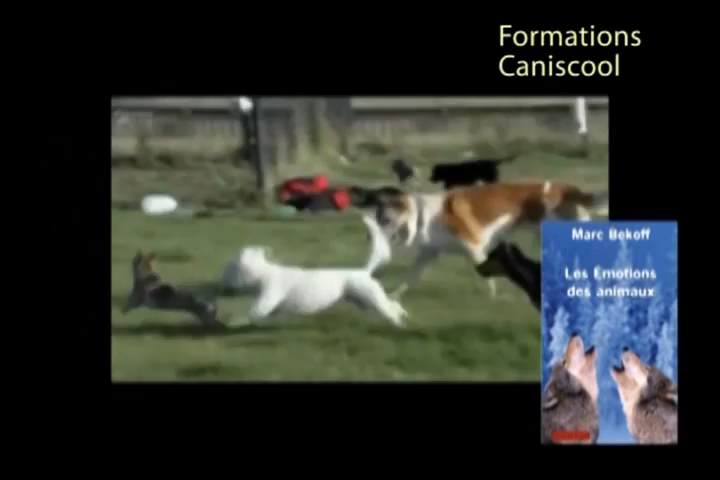 Formations
Caniscool
Marc Bekoff
Les Emotions
des animaux